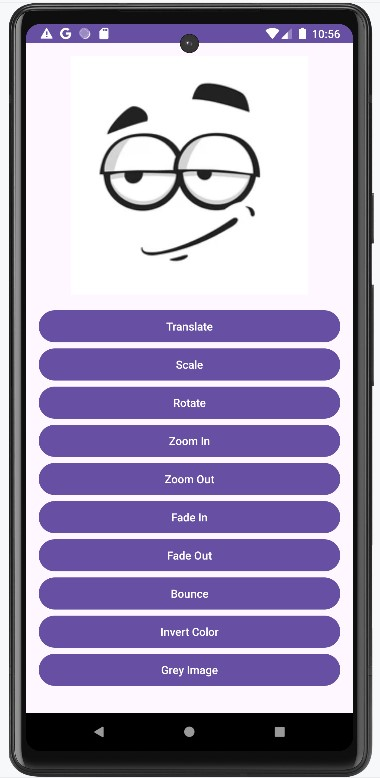 10:56
Translate
Scale
Rotate
Zoom In
Zoom Out
Fade In
Fade Out
Bounce
Invert Color
Grey Image